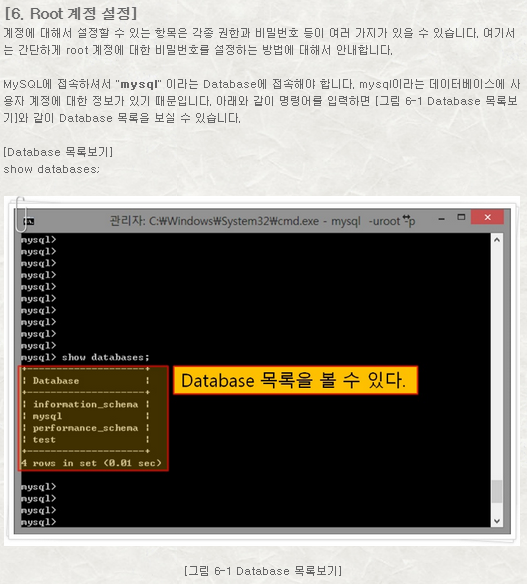 [6. Root 계정 설정]
계정에 대해서 설정할 수 있는 항목은 각종 권한과 비밀번호 등이 여러 가지가 있을 수 있습니다. 여기서
는 간단하게 root 계정에 대한 비밀번호를 설정하는 방법에 대해서 안내합니다.
MySQL에 접속하셔서 "mysql" 이라는 Database에 접속해야 합니다. mysql이라는 데이터베이스에 사
용자 계정에 대한 정보가 있기 때문입니다. 아래와 같이 명령어를 입력하면 [그림 6-1 Database 목록보
기]와 같이 Database 목록을 보실 수 있습니다.
[Database 목록보기]
show databases;
관리자: C:₩Windows₩System32₩cmd.exe - mysql -uroot -p
mysql>
mysql>
mysql>
mysql>
mysql>
mysql>
mysql>
mysql>
mysql>
mysql>
mysql> show databases;
+--------------------+
| Database |
+--------------------+
| information_schema |
| mysql |
| performance_schema |
| test |
+--------------------+
4 rows in set (0.01 sec)
Database 목록을 볼 수 있다.
mysql>
mysql>
mysql>
mysql>
[그림 6-1 Database 목록보기]